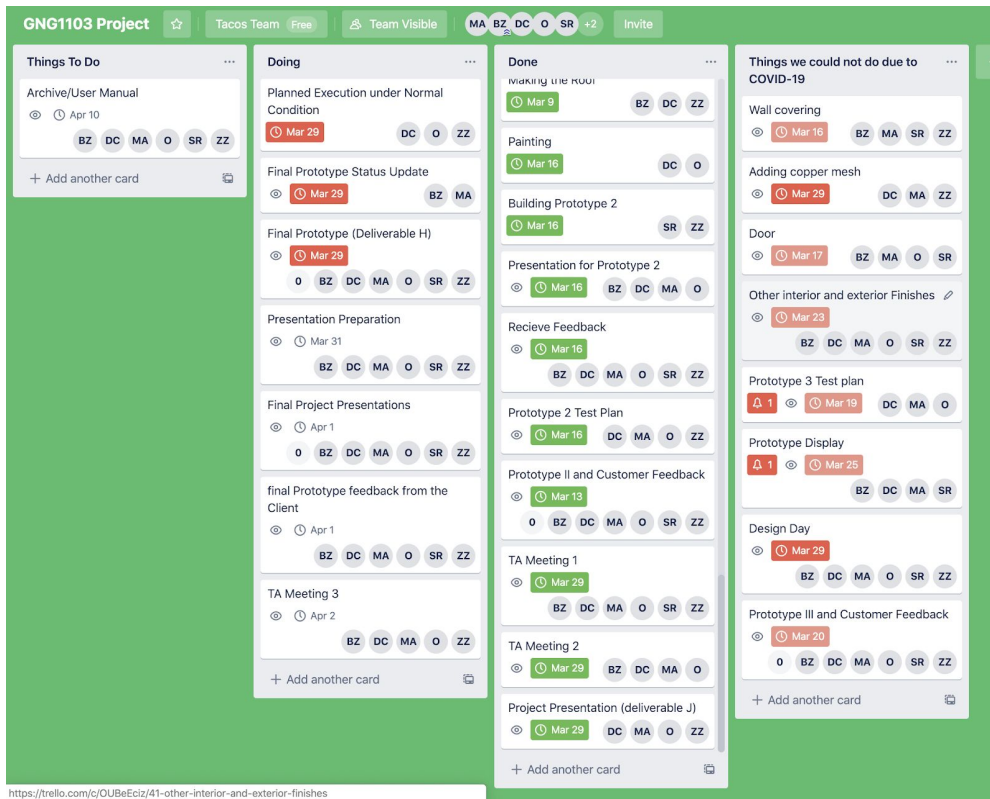 GNG1103 Project
Tacos Team Free
Team Visible
MA BZ DC O SR +2
Invite
Things To Do
Archive/User Manual
Apr 10
BZ DC MA O SR ZZ
+ Add another card
Doing
Planned Execution under Normal
Condition
Mar 29 DC O ZZ
Final Prototype Status Update
Mar 29 BZ MA
Final Prototype (Deliverable H)
Mar 29
0 BZ DC MA O SR ZZ
Presentation Preparation
Mar 31
BZ DC MA O SR ZZ
Final Project Presentations
Apr 1
0 BZ DC MA O SR ZZ
final Prototype feedback from the
Client
Apr 1
BZ DC MA O SR ZZ
TA Meeting 3
Apr 2
BZ DC MA O ZZ
+ Add another card
Done
Making the Roof
Mar 9 BZ DC ZZ
Painting
Mar 16 DC O
Building Prototype 2
Mar 16 SR ZZ
Presentation for Prototype 2
Mar 16 BZ DC MA O
Recieve Feedback
Mar 16
BZ DC MA O SR ZZ
Prototype 2 Test Plan
Mar 16 DC MA O ZZ
Prototype II and Customer Feedback
Mar 13
0 BZ DC MA O SR ZZ
TA Meeting 1
Mar 29
BZ DC MA O SR ZZ
TA Meeting 2
Mar 29 BZ DC MA O
Project Presentation (deliverable J)
Mar 29 DC MA O ZZ
+ Add another card
Things we could not do due to
COVID-19
Wall covering
Mar 16 BZ MA SR ZZ
Adding copper mesh
Mar 29 DC MA ZZ
Door
Mar 17 BZ MA O SR
Other interior and exterior Finishes
Mar 23
BZ DC MA O SR ZZ
Prototype 3 Test plan
1 Mar 19 DC MA O
Prototype Display
1 Mar 25
BZ DC MA SR
Design Day
Mar 29
BZ DC MA O SR ZZ
Prototype III and Customer Feedback
Mar 20
0 BZ DC MA O SR ZZ
+ Add another card
https://trello.com/c/OUBeEciz/41-other-interior-and-exterior-finishes